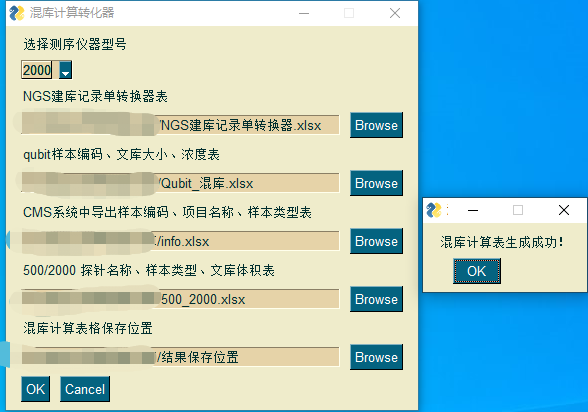 混库计算转化器
选择测序仪器型号
2000
NGS建库记录单转换器表
/NGS建库记录单转换器.xlsx
Browse
qubit样本编码、文库大小、浓度表
/Qubit_混库.xlsx
Browse
CMS系统中导出样本编码、项目名称、样本类型表
/info.xlsx
Browse
500/2000 探针名称、样本类型、文库体积表
500_2000.xlsx
Browse
混库计算表格保存位置
/结果保存位置
Browse
OK Cancel
混库计算表生成成功！
OK